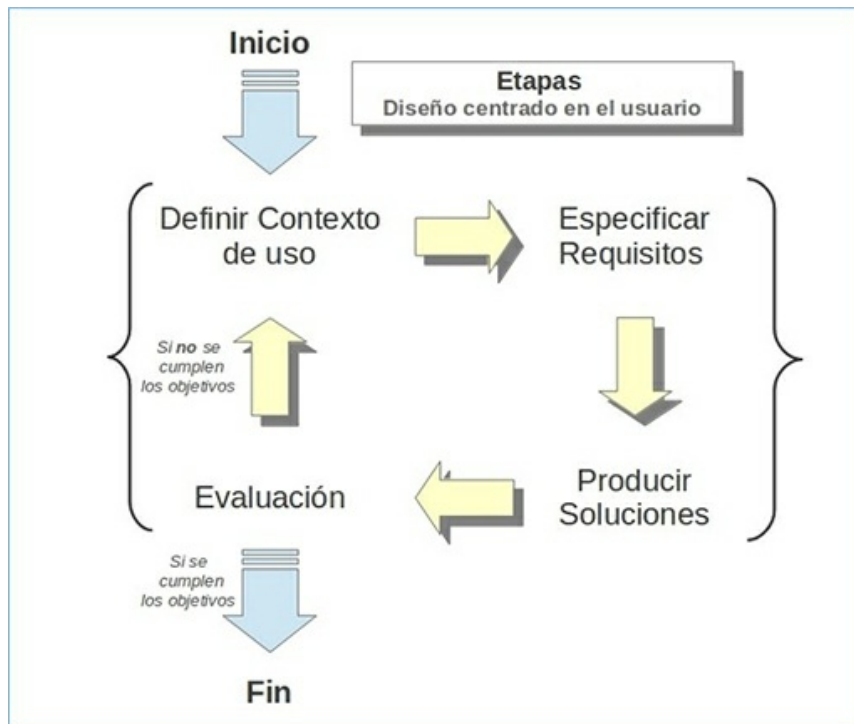 Inicio
Etapas
Diseño centrado en el usuario
Definir Contexto
de uso
Especificar
Requisitos
Si no se
cumplen
los objetivos
Evaluación
Producir
Soluciones
Si se
cumplen
los objetivos
Fin